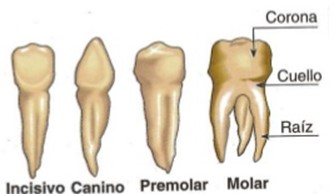 Corona
Cuello
Raíz
Incisivo Canino Premolar Molar